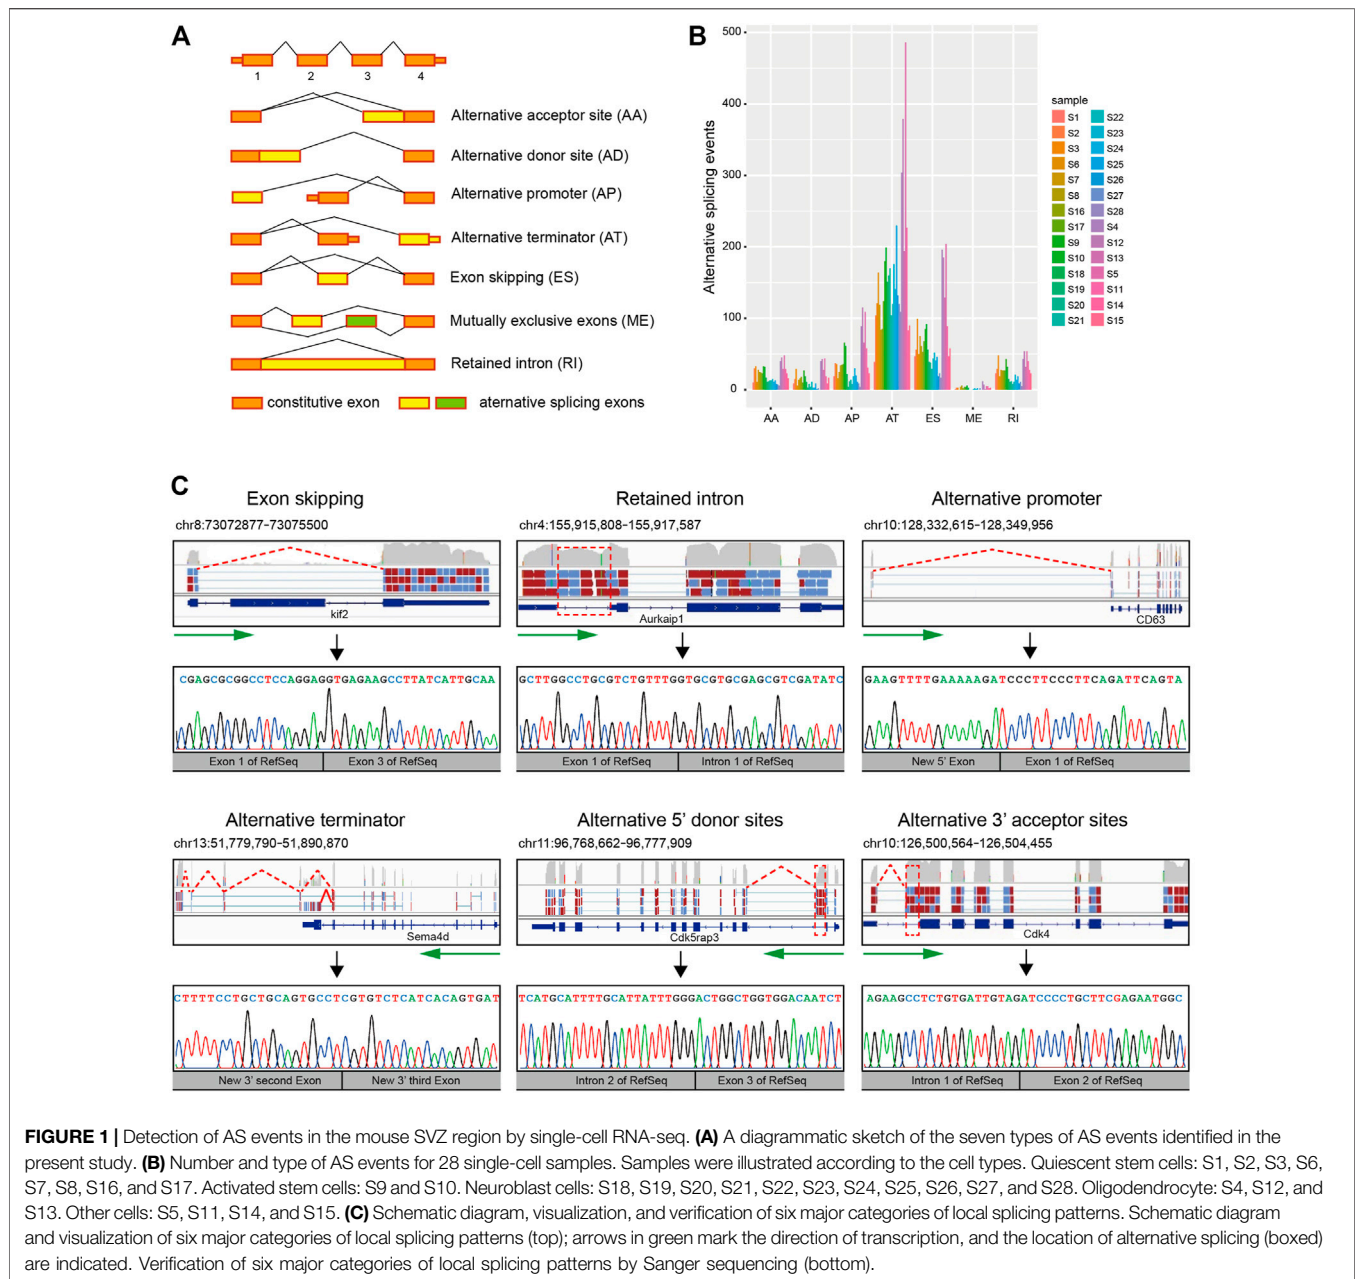 A
1 2 3 4
Alternative acceptor site (AA)
Alternative donor site (AD)
Alternative promoter (AP)
Alternative terminator (AT)
Exon skipping (ES)
Mutually exclusive exons (ME)
Retained intron (RI)
constitutive exon
aternative splicing exons
B
Alternative splicing events
500
400
300
200
100
0
AA AD AP AT ES ME RI
sample
S1 S22
S2 S23
S3 S24
S6 S25
S7 S26
S8 S27
S16 S28
S17 S4
S9 S12
S10 S13
S18 S5
S19 S11
S20 S14
S21 S15
C
Exon skipping
chr8:73072877-73075500
kif2
CGAGCGCGGCCTCCAGGAGGTGAGAAGCCTTATCATTGCAA
Exon 1 of RefSeq Exon 3 of RefSeq
Retained intron
chr4:155,915,808-155,917,587
Aurkaip1
GCTTGGCCTGCGTCTGTTTGGTGCGTGCGAGCGTCGATATC
Exon 1 of RefSeq Intron 1 of RefSeq
Alternative promoter
chr10:128,332,615-128,349,956
CD63
GAAGTTTTGAAAAAGATCCCTTCCCTTCAGATTCAGTA
New 5' Exon Exon 1 of RefSeq
Alternative terminator
chr13:51,779,790-51,890,870
Sema4d
CTTTTCCTGCTGCAGTGCCTCGTGTCTCATCACAGTGAT
New 3' second Exon New 3' third Exon
Alternative 5' donor sites
chr11:96,768,662-96,777,909
Cdk5rap3
TCATGCATTTTGCATTATTTGGGACTGGCTGGTGGACAATCT
Intron 2 of RefSeq Exon 3 of RefSeq
Alternative 3' acceptor sites
chr10:126,500,564-126,504,455
Cdk4
AGAAGCCTCTGTGATTGTAGATCCCCTGCTTCGAGAATGGC
Intron 1 of RefSeq Exon 2 of RefSeq
FIGURE 1 | Detection of AS events in the mouse SVZ region by single-cell RNA-seq. (A) A diagrammatic sketch of the seven types of AS events identified in the
present study. (B) Number and type of AS events for 28 single-cell samples. Samples were illustrated according to the cell types. Quiescent stem cells: S1, S2, S3, S6,
S7, S8, S16, and S17. Activated stem cells: S9 and S10. Neuroblast cells: S18, S19, S20, S21, S22, S23, S24, S25, S26, S27, and S28. Oligodendrocyte: S4, S12, and
S13. Other cells: S5, S11, S14, and S15. (C) Schematic diagram, visualization, and verification of six major categories of local splicing patterns. Schematic diagram
and visualization of six major categories of local splicing patterns (top); arrows in green mark the direction of transcription, and the location of alternative splicing (boxed)
are indicated. Verification of six major categories of local splicing patterns by Sanger sequencing (bottom).